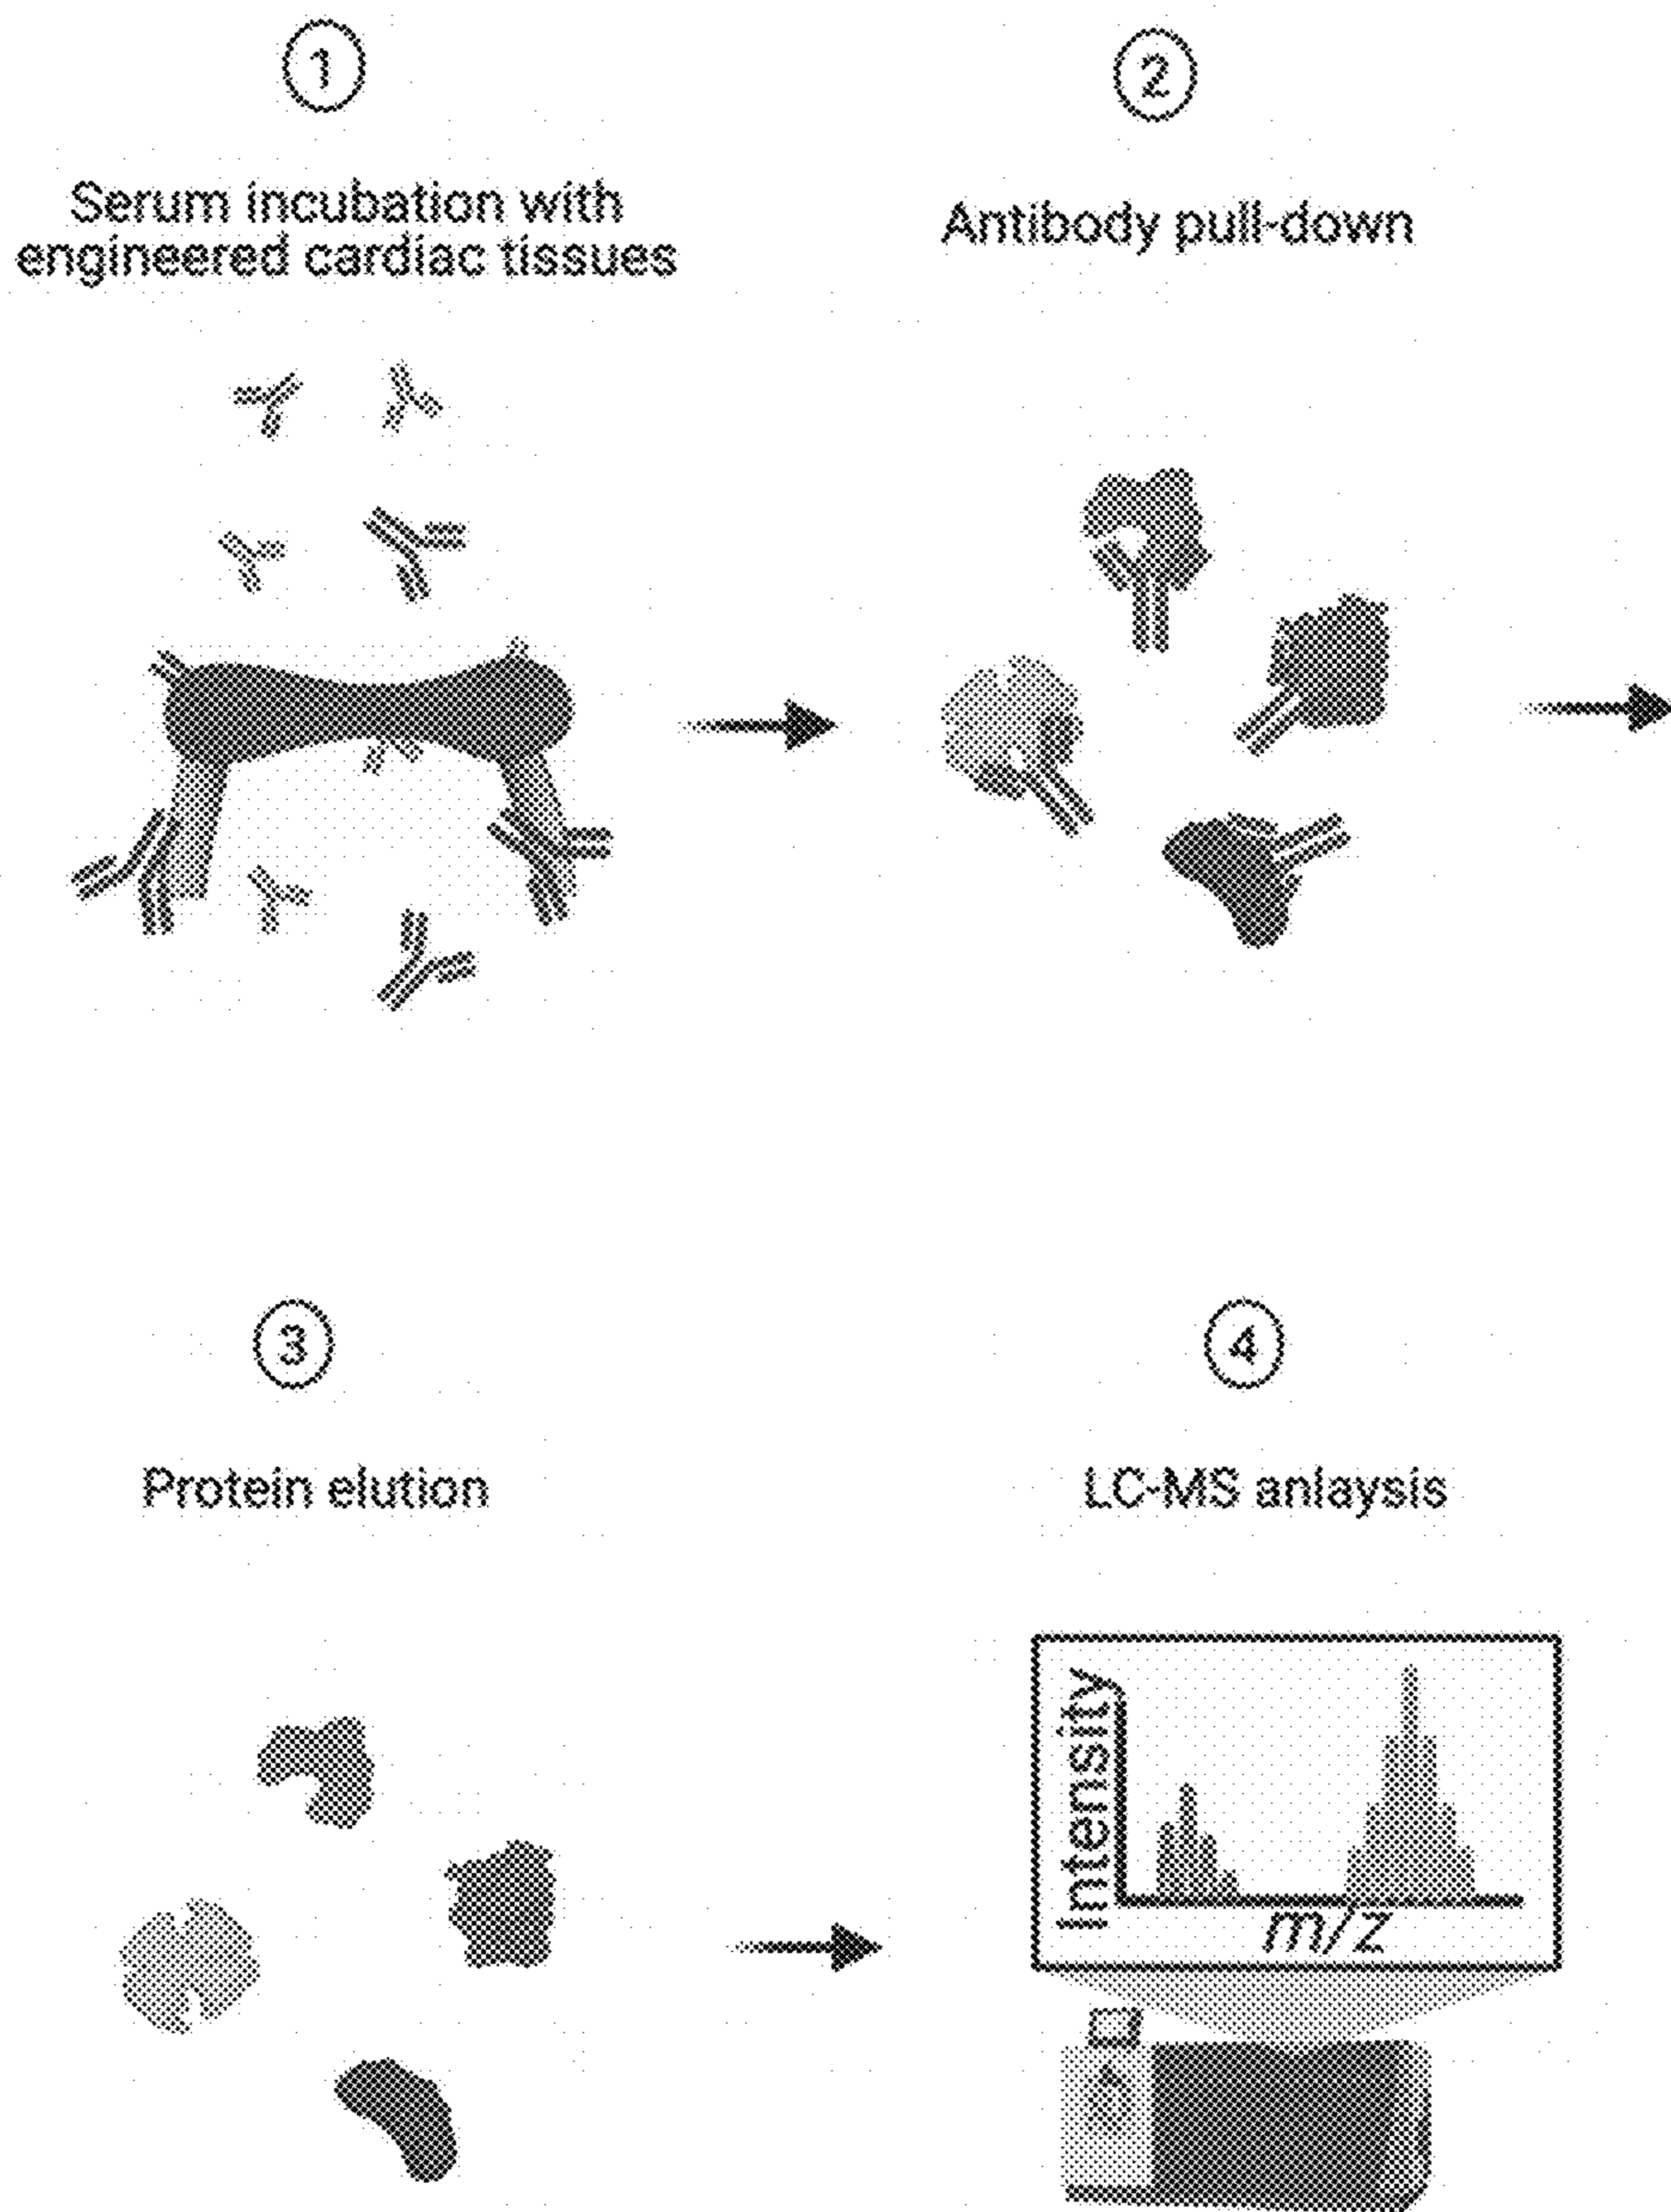 1
Serum incubation with
engineered cardiac tissues
2
Antibody pull-down
3
Protein elution
4
LC-MS anlaysis
Intensity
m/z